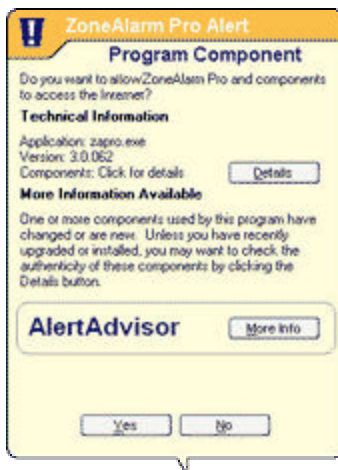 ZoneAlarm Pro Alert
Program Component
Do you want to allow ZoneAlarm Pro and components
to access the Internet?
Technical Information
Application: zapro.exe
Version: 3.0.062
Components: Click for details
Details
More Information Available
One or more components used by this program have
changed or are new. Unless you have recently
upgraded or installed, you may want to check the
authenticity of these components by clicking the
Details button.
AlertAdvisor
More Info
Yes
No